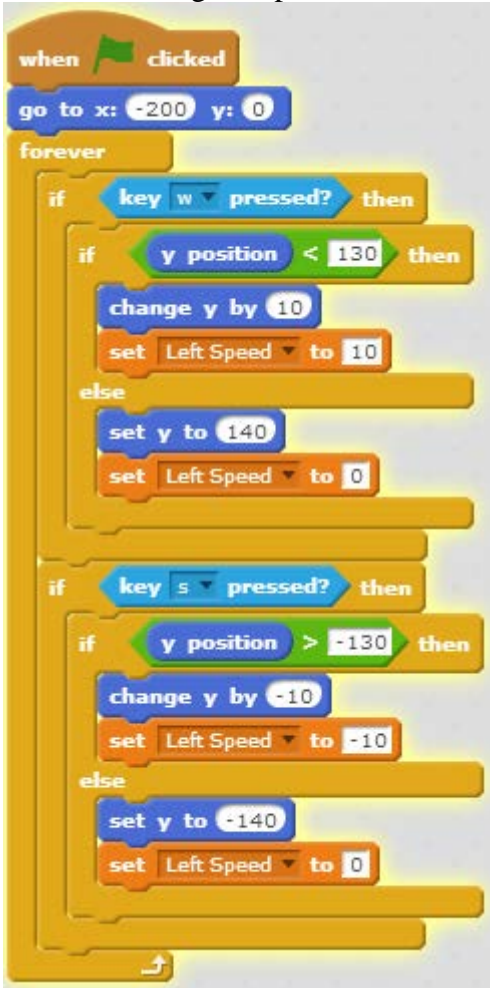 when clicked
go to x: -200 y: 0
forever
if key w pressed? then
if y position < 130 then
change y by 10
set Left Speed to 10
else
set y to 140
set Left Speed to 0
if key s pressed? then
if y position > -130 then
change y by -10
set Left Speed to -10
else
set y to -140
set Left Speed to 0